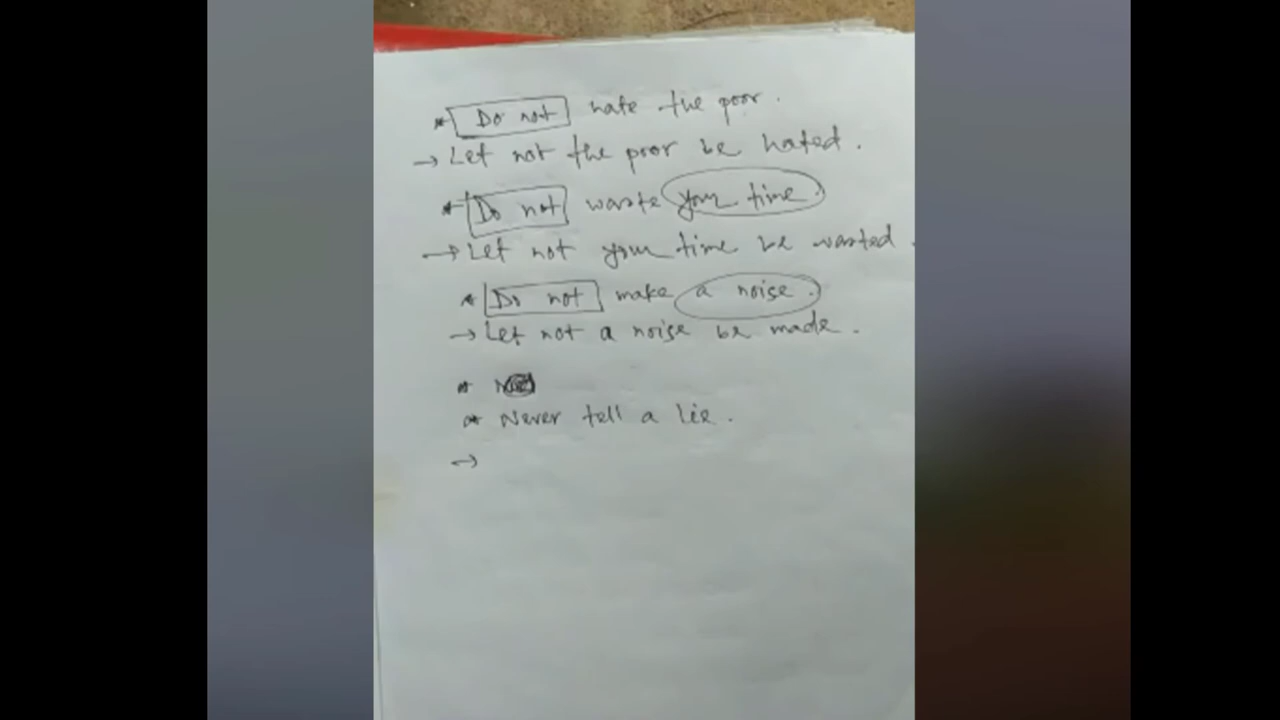 * Do not hate the poor.
→ Let not the poor be hated.
* Do not waste your time.
→ Let not your time be wasted.
* Do not make a noise.
→ Let not a noise be made.
*
* Never tell a lie.
→